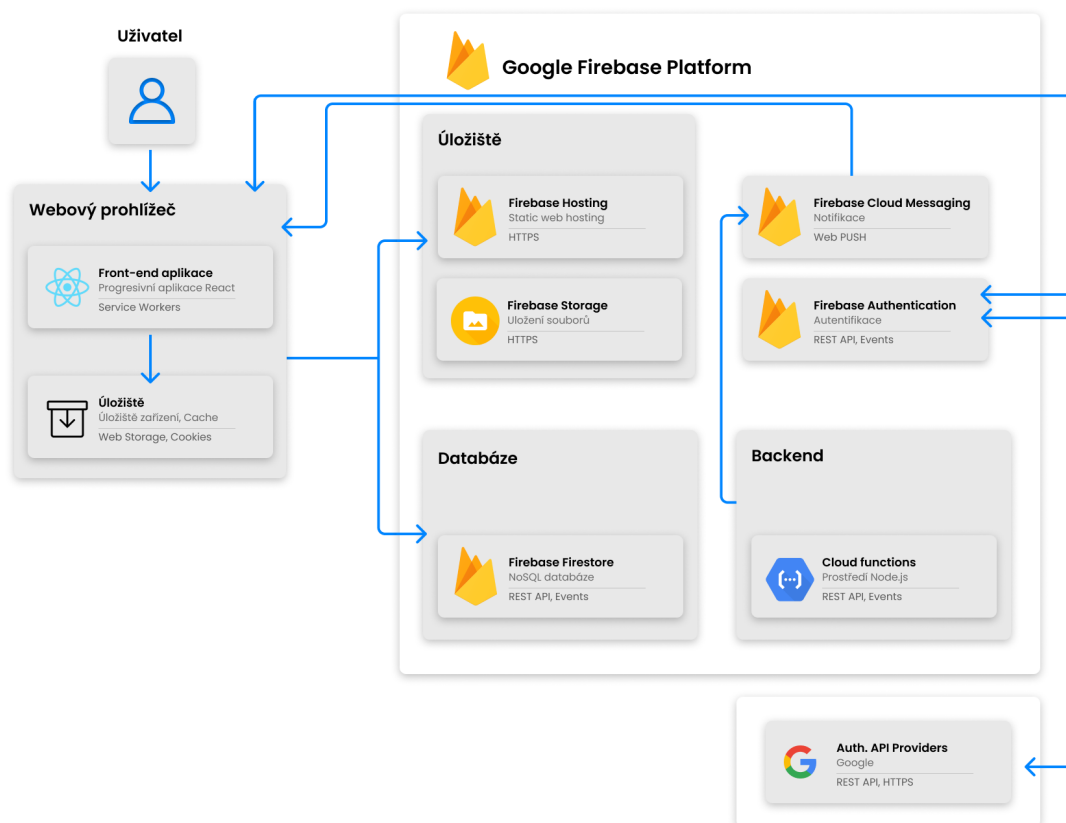 Uživatel
Google Firebase Platform
Webový prohlížeč
Front-end aplikace
Progresivní aplikace React
Service Workers
Úložiště
Úložiště zařízení, Cache
Web Storage, Cookies
Úložiště
Firebase Hosting
Static web hosting
HTTPS
Firebase Storage
Uložení souborů
HTTPS
Firebase Cloud Messaging
Notifikace
Web PUSH
Firebase Authentication
Autentifikace
REST API, Events
Databáze
Firebase Firestore
NoSQL databáze
REST API, Events
Backend
Cloud functions
Prostředí Node.js
REST API, Events
Auth. API Providers
Google
REST API, HTTPS